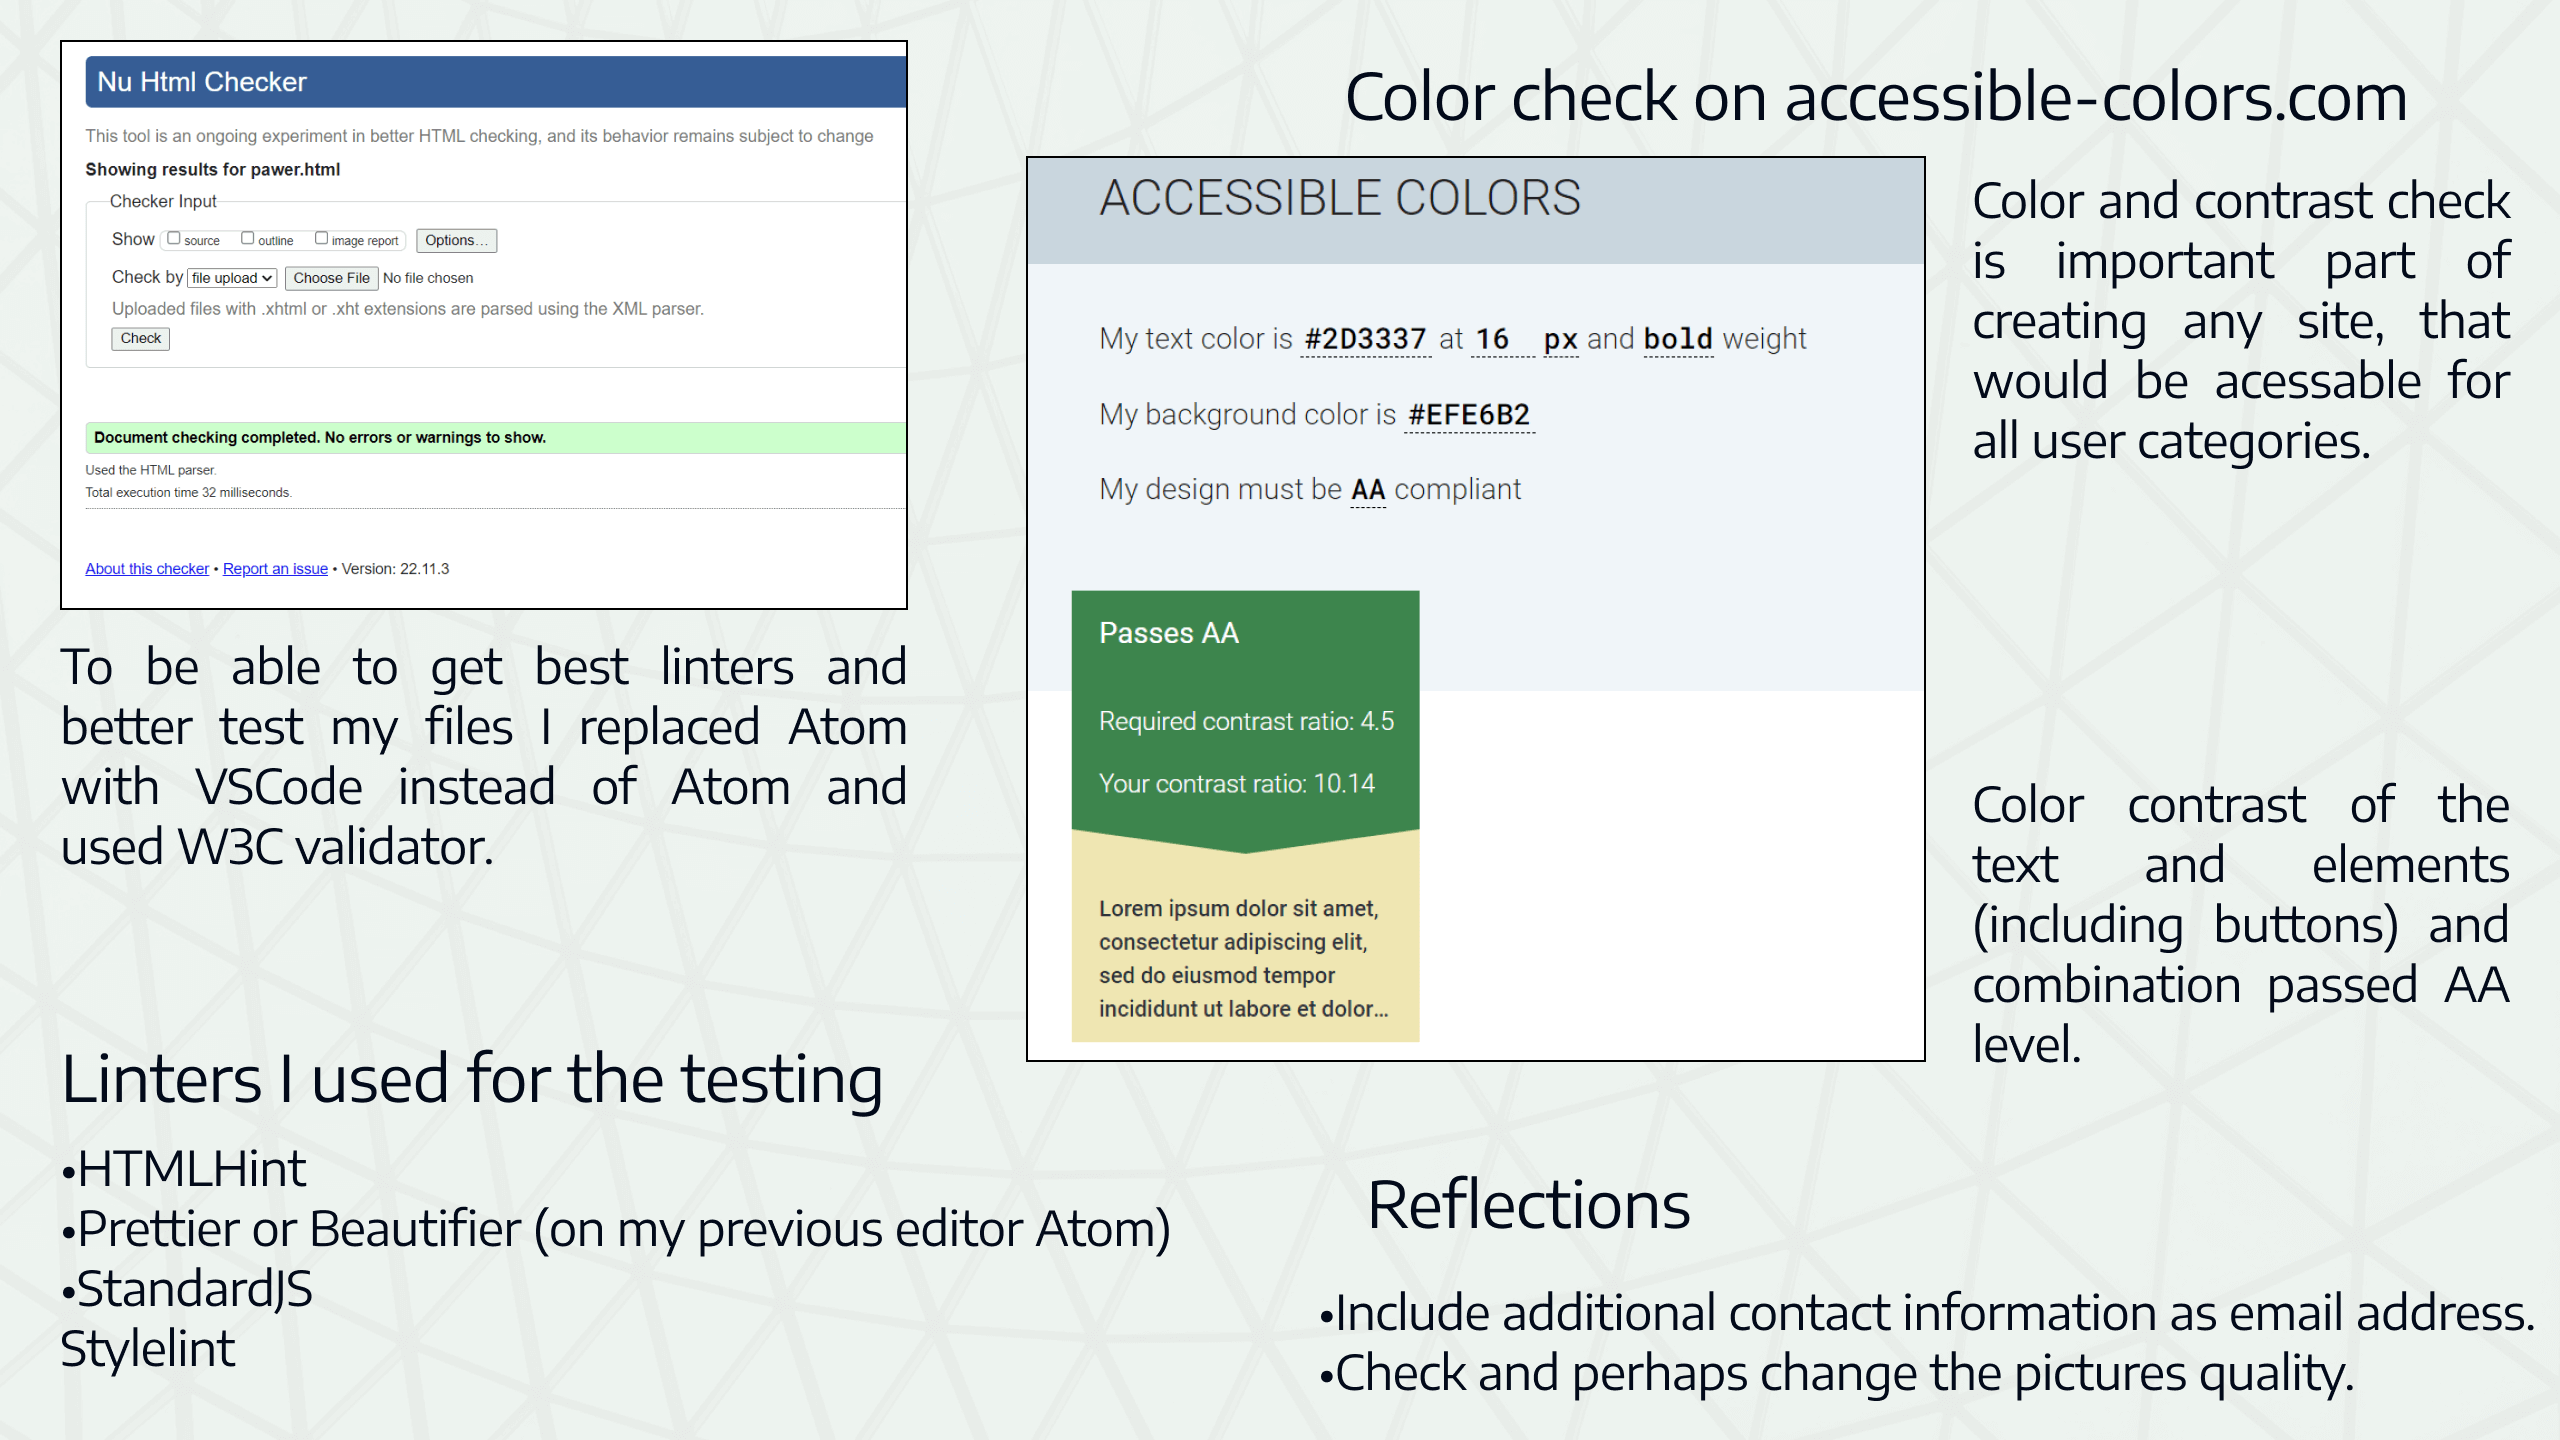 Nu Html Checker
This tool is an ongoing experiment in better HTML checking, and its behavior remains subject to change
Showing results for pawer.html
Checker Input
Show source outline image report Options...
Check by file upload Choose File No file chosen
Uploaded files with .xhtml or .xht extensions are parsed using the XML parser.
Check
Document checking completed. No errors or warnings to show.
Used the HTML parser.
Total execution time 32 milliseconds.
About this checker • Report an issue • Version: 22.11.3
To be able to get best linters and
better test my files I replaced Atom
with VSCode instead of Atom and
used W3C validator.
Linters I used for the testing
•HTMLHint
•Prettier or Beautifier (on my previous editor Atom)
•StandardJS
Stylelint
Color check on accessible-colors.com
ACCESSIBLE COLORS
My text color is #2D3337 at 16 px and bold weight
My background color is #EFE6B2
My design must be AA compliant
Passes AA
Required contrast ratio: 4.5
Your contrast ratio: 10.14
Lorem ipsum dolor sit amet,
consectetur adipiscing elit,
sed do eiusmod tempor
incididunt ut labore et dolor...
Color and contrast check
is important part of
creating any site, that
would be acessable for
all user categories.
Color contrast of the
text and elements
(including buttons) and
combination passed AA
level.
Reflections
•Include additional contact information as email address.
•Check and perhaps change the pictures quality.